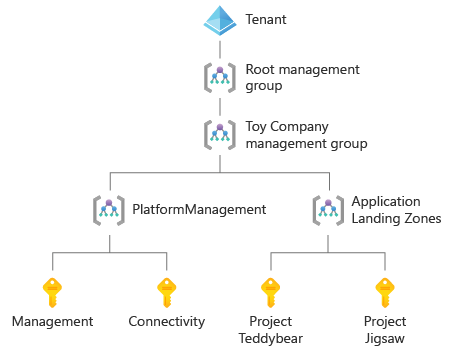 Tenant
Root management
group
Toy Company
management group
PlatformManagement
Application
Landing Zones
Management
Connectivity
Project
Teddybear
Project
Jigsaw